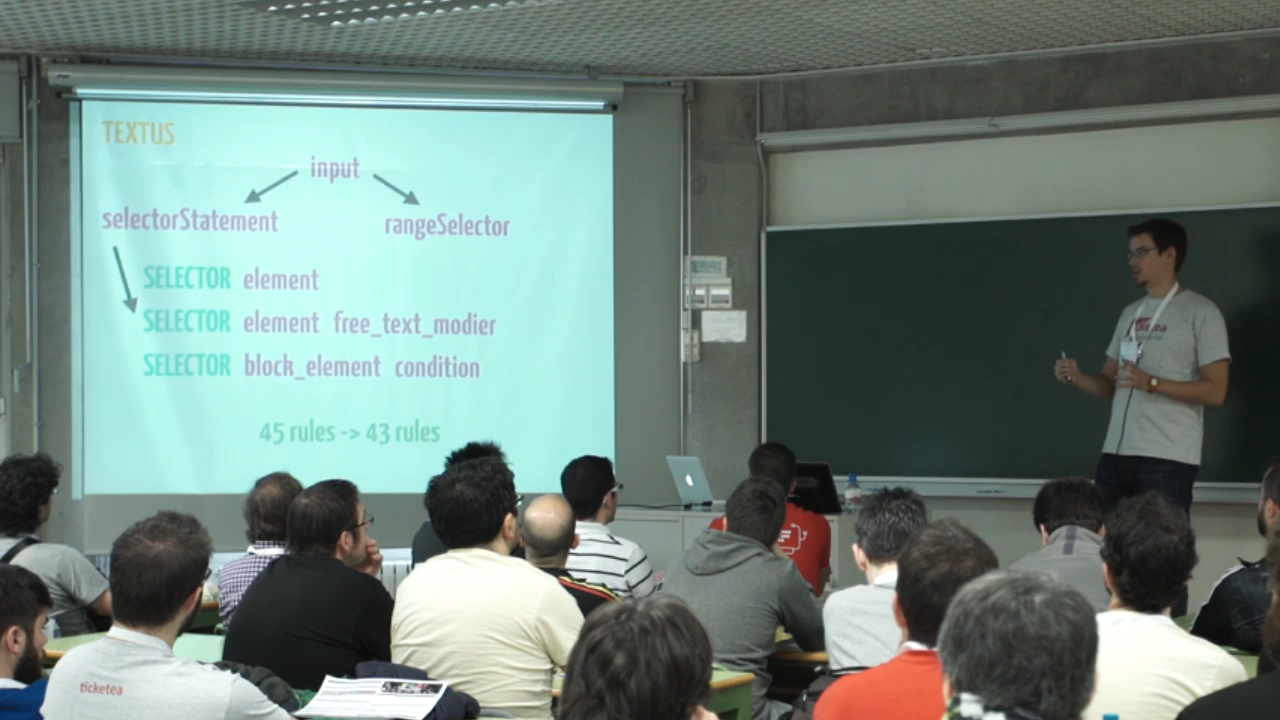 TEXTUS
input
selectorStatement rangeSelector
SELECTOR element
SELECTOR element free_text_modier
SELECTOR block_element condition
45 rules -> 43 rules
ticketea